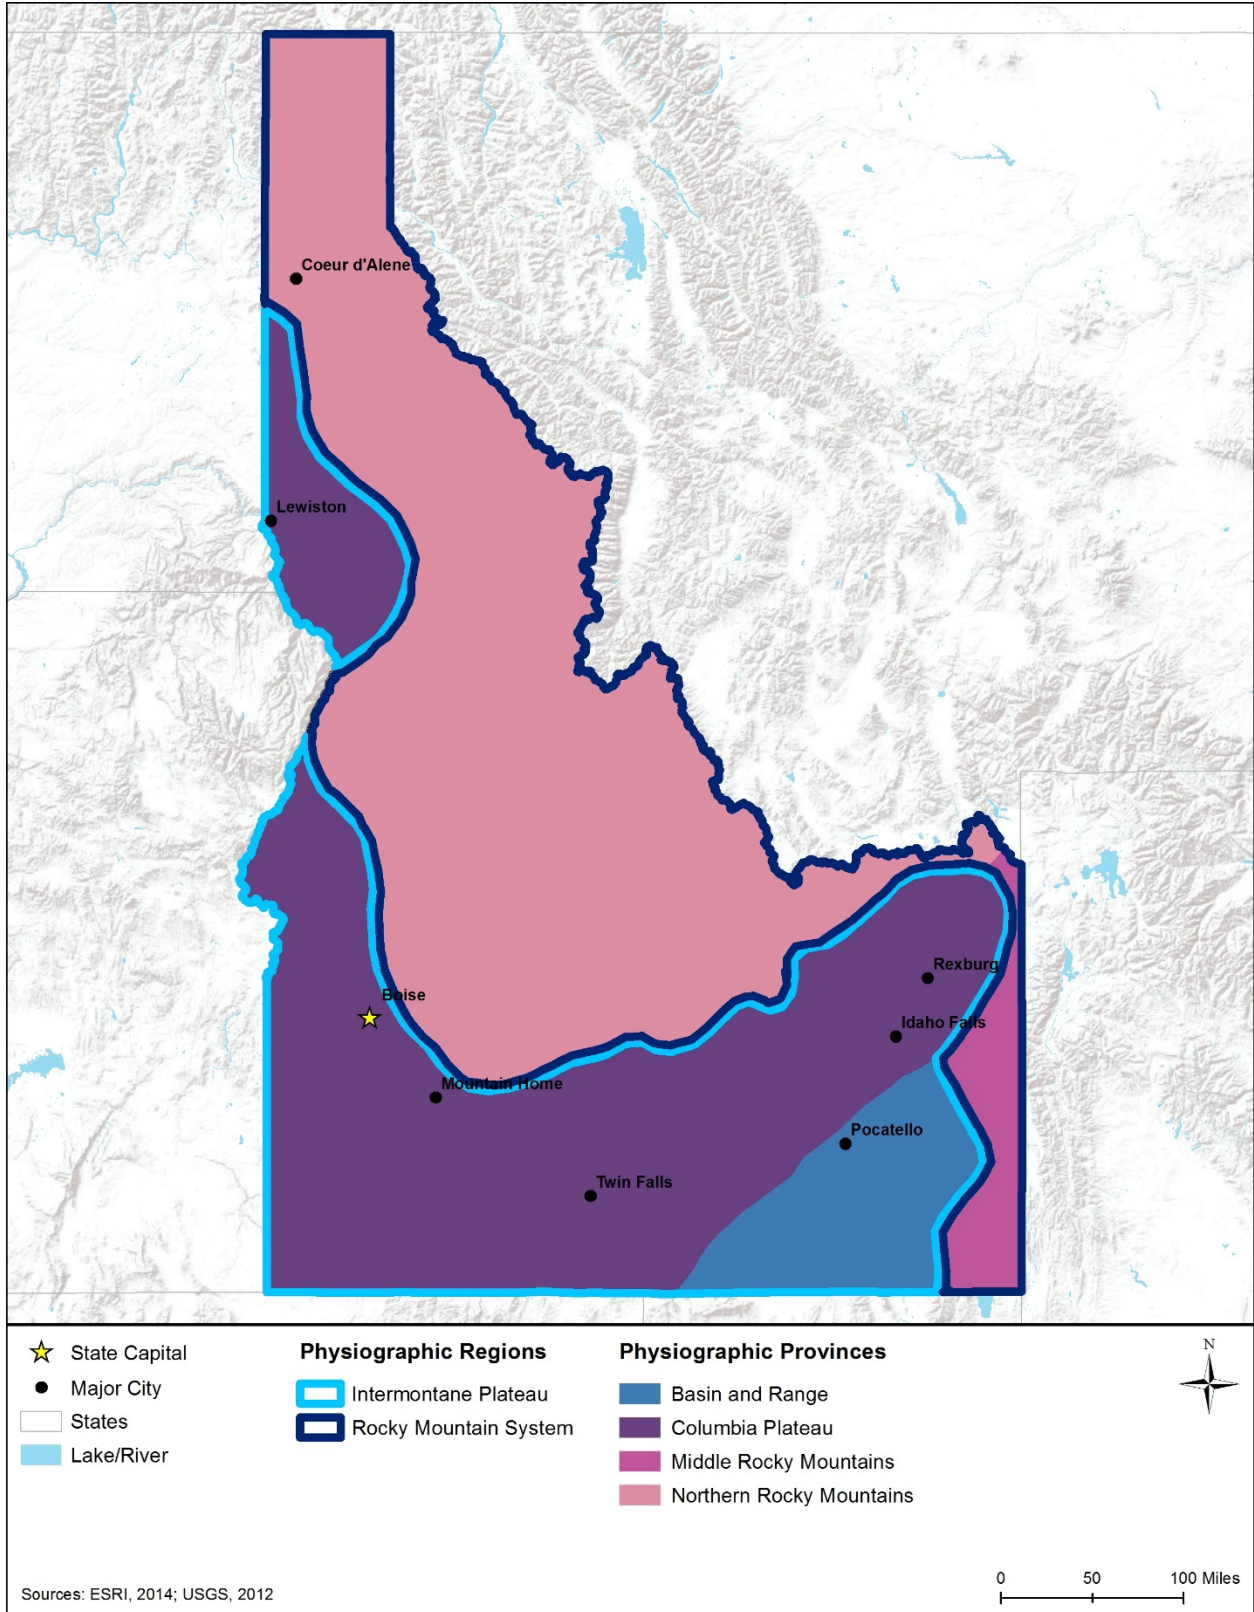 Coeur d'Alene
Lewiston
Rexburg
Boise
Idaho Falls
Mountain Home
Pocatello
Twin Falls
State Capital
Major City
States
Lake/River
Physiographic Regions
Intermontane Plateau
Rocky Mountain System
Physiographic Provinces
Basin and Range
Columbia Plateau
Middle Rocky Mountains
Northern Rocky Mountains
N
Sources: ESRI, 2014; USGS, 2012
0 50 100 Miles